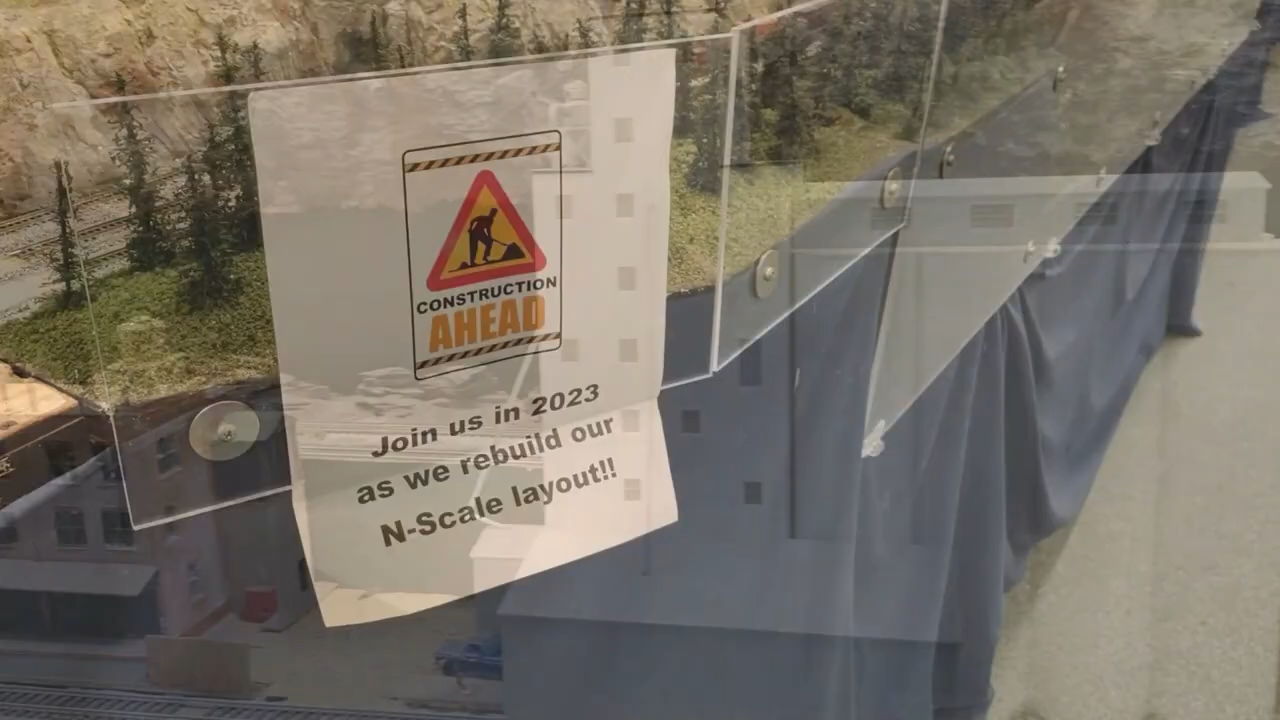 CONSTRUCTION
AHEAD
Join us in 2023
as we rebuild our
N-Scale layout!!